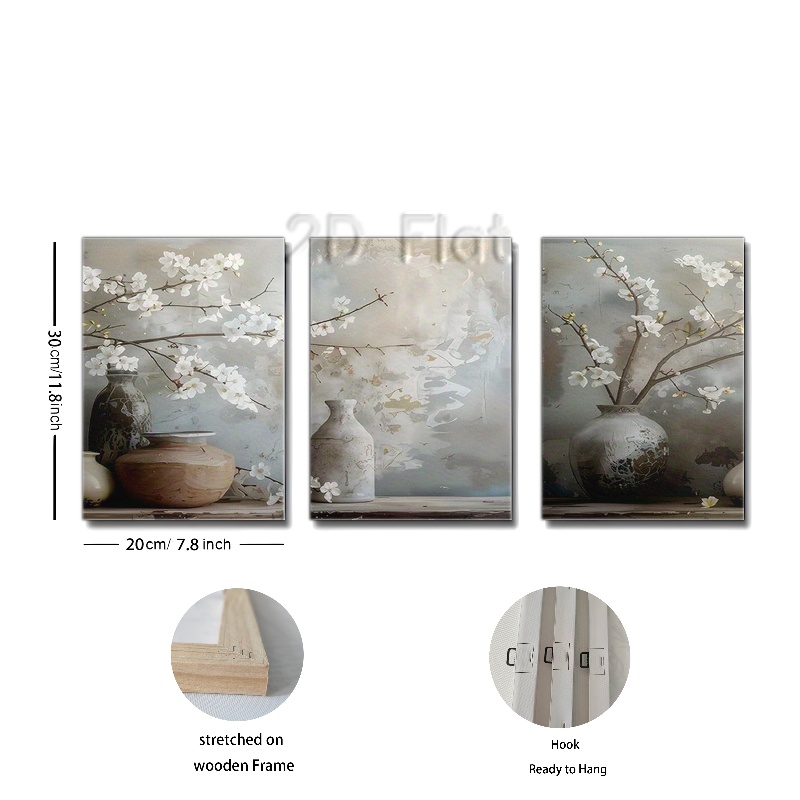 2D Flat
30cm/11.8inch
20cm/ 7.8 inch
stretched on
wooden Frame
Hook
Ready to Hang